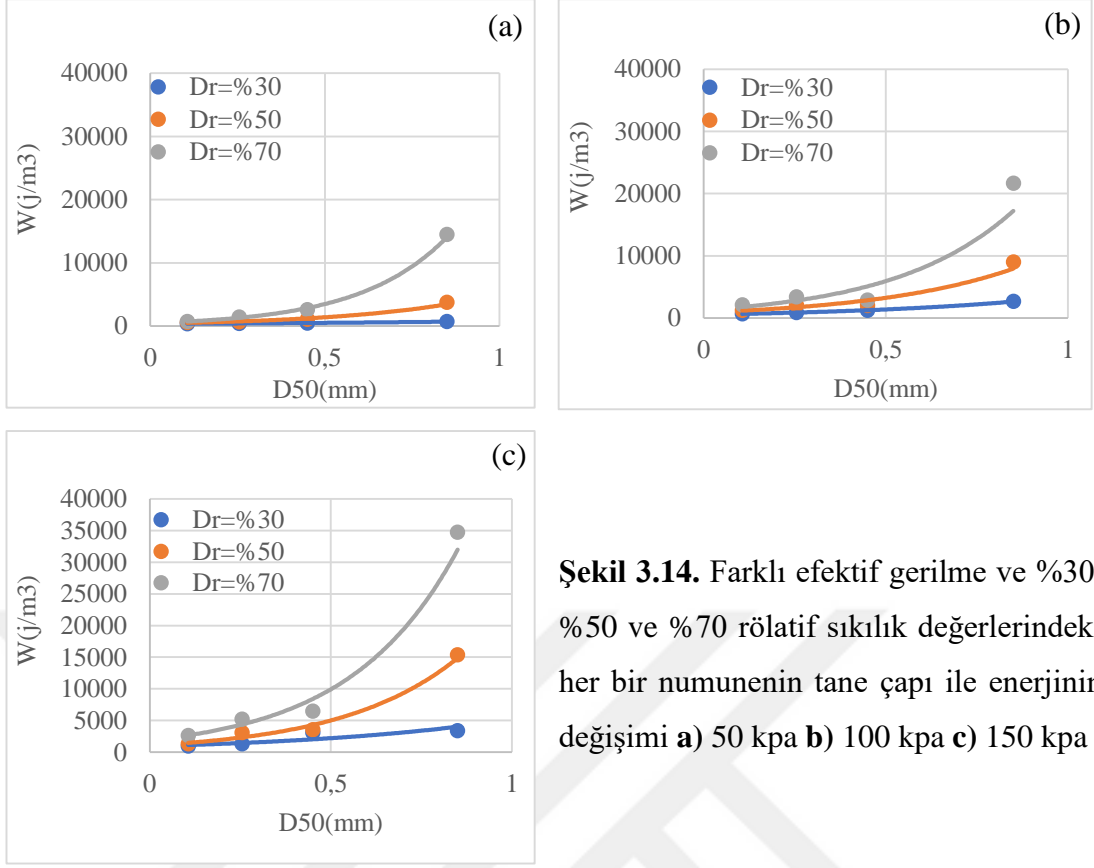 (a)
40000
30000
20000
10000
0
W(j/m3)
Dr=%30
Dr=%50
Dr=%70
0 0,5 1
D50(mm)
(b)
40000
30000
20000
10000
0
W(j/m3)
Dr=%30
Dr=%50
Dr=%70
0 0,5 1
D50(mm)
(c)
40000
35000
30000
25000
20000
15000
10000
5000
0
W(j/m3)
Dr=%30
Dr=%50
Dr=%70
0 0,5 1
D50(mm)
Şekil 3.14. Farklı efektif gerilme ve %30
%50 ve %70 rölatif sıkılık değerlerindek
her bir numunenin tane çapı ile enerjinin
değişimi a) 50 kpa b) 100 kpa c) 150 kpa